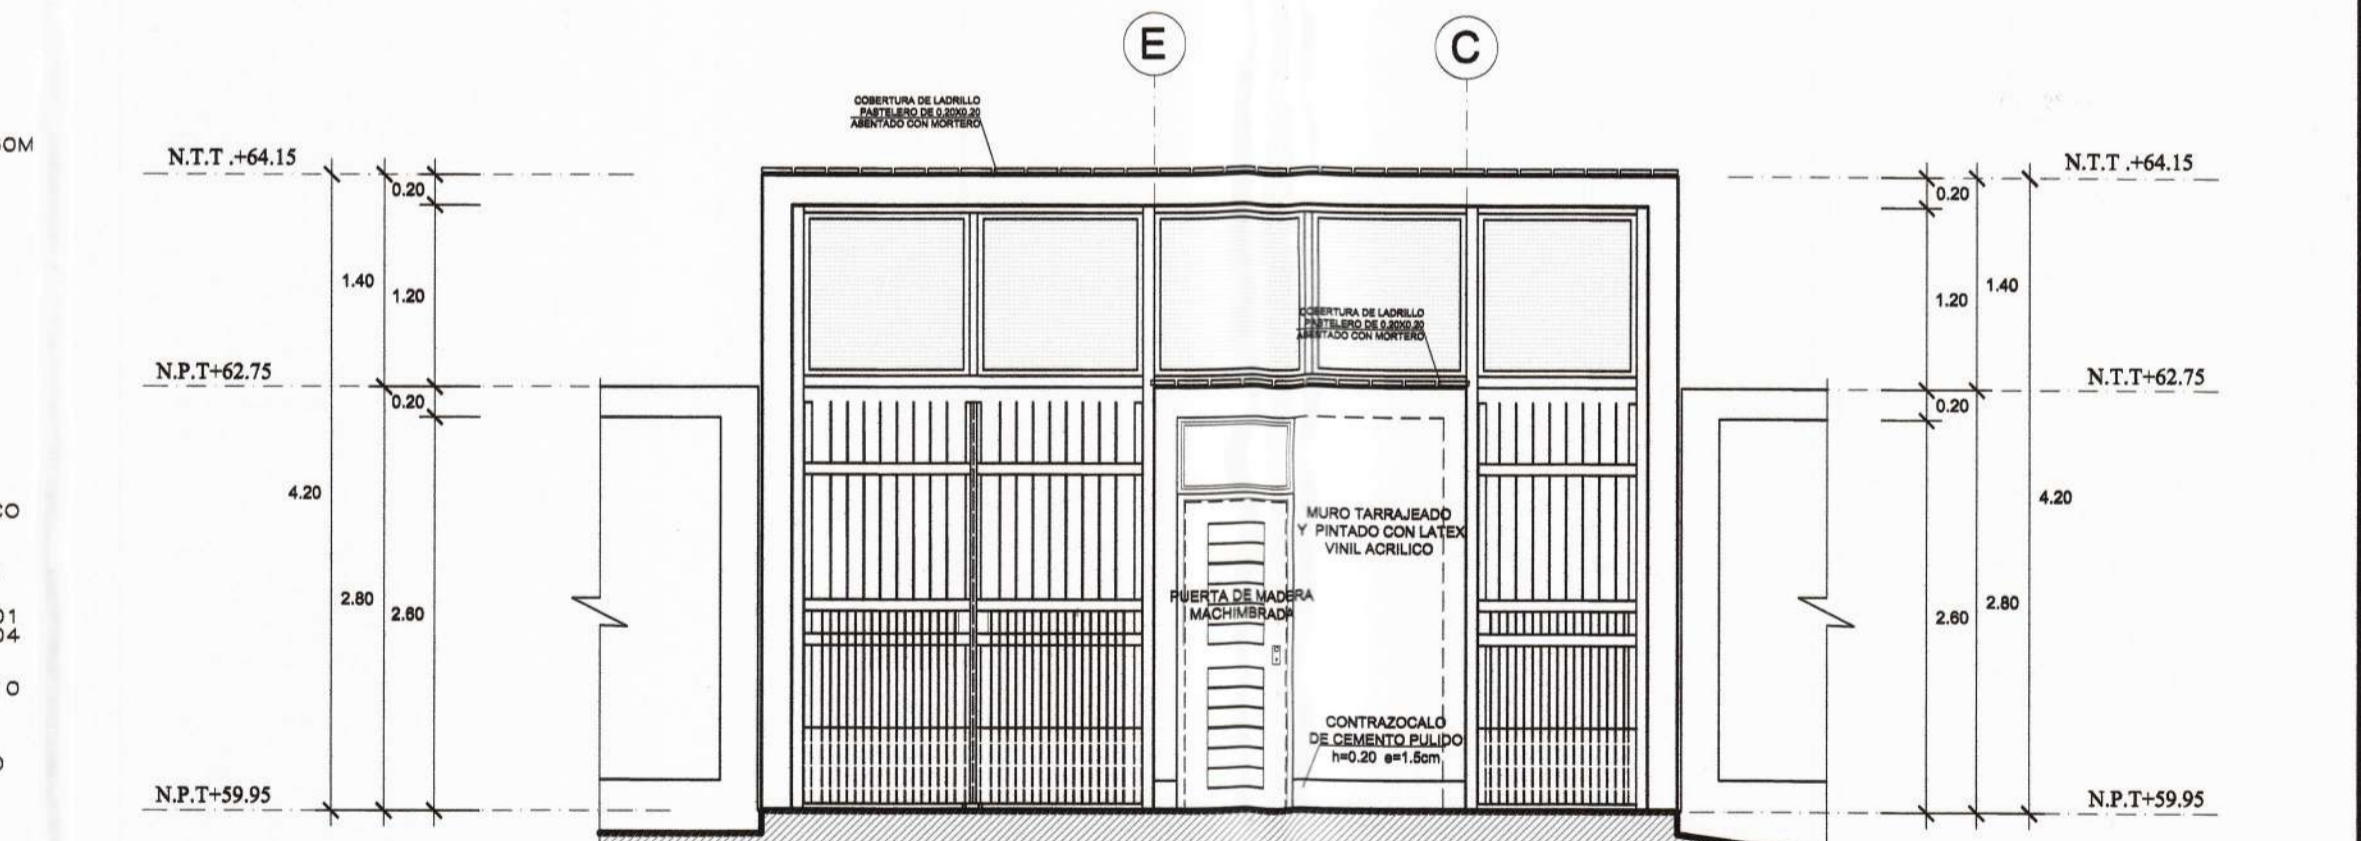 E
C
COBERTURA DE LADRILLO
PASTELERO DE 0.20X0.20
ASENTADO CON MORTERO
N.T.T .+64.15
N.T.T .+64.15
0.20
0.20
1.40
1.20
1.20
1.40
COBERTURA DE LADRILLO
PASTELERO DE 0.20X0.20
ASENTADO CON MORTERO
N.P.T+62.75
N.T.T+62.75
0.20
0.20
4.20
4.20
MURO TARRAJEADO
Y PINTADO CON LATEX
VINIL ACRILICO
PUERTA DE MADERA
MACHIMBRADA
2.80
2.60
2.60
2.80
CONTRAZOCALO
DE CEMENTO PULIDO
h=0.20 e=1.5cm
N.P.T+59.95
N.P.T+59.95